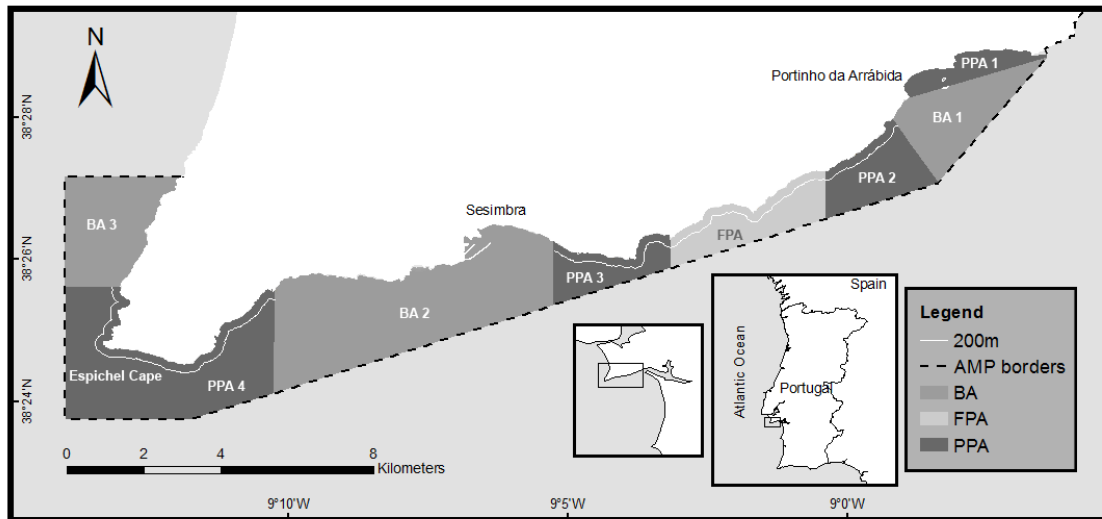 N
38°28'N
38°26'N
38°24'N
Portinho da Arrábida
PPA 1
BA 1
PPA 2
FPA
Sesimbra
PPA 3
BA 3
BA 2
Espichel Cape
PPA 4
0 2 4 8
Kilometers
9°10'W
9°5'W
9°0'W
Spain
Atlantic Ocean
Portugal
Legend
200m
AMP borders
BA
FPA
PPA